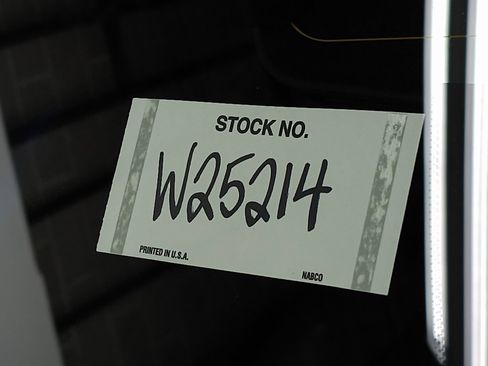 STOCK NO.
W25214
PRINTED IN U.S.A.
NABCO